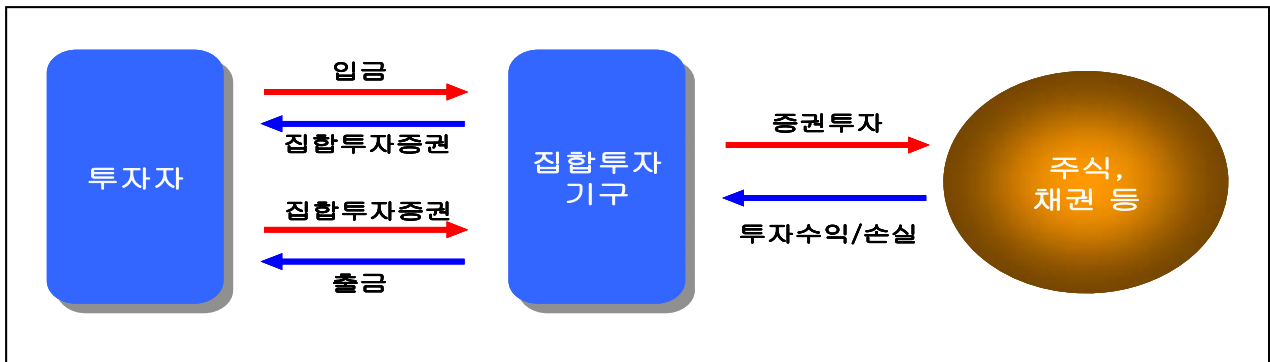 투자자
입금
집합투자증권
집합투자증권
출금
집합투자
기구
증권투자
투자수익/손실
주식,
채권 등